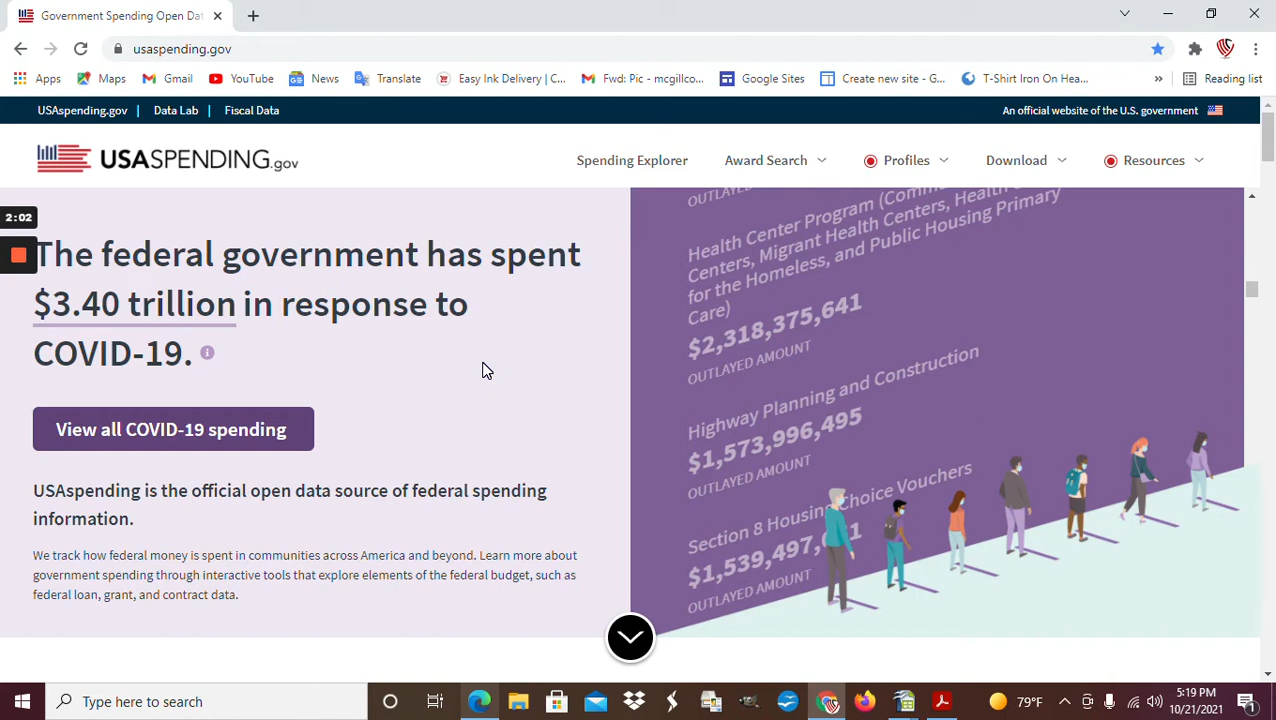 Government Spending Open Dat
usaspending.gov
Apps Maps Gmail YouTube News Translate Easy Ink Delivery | C... Fwd: Pic - mcgillco... Google Sites Create new site - G... T-Shirt Iron On Hea... » Reading list
USAspending.gov | Data Lab | Fiscal Data An official website of the U.S. government
USASPENDING.gov Spending Explorer Award Search Profiles Download Resources
2:02
The federal government has spent
$3.40 trillion in response to
COVID-19.
View all COVID-19 spending
USAspending is the official open data source of federal spending
information.
We track how federal money is spent in communities across America and beyond. Learn more about
government spending through interactive tools that explore elements of the federal budget, such as
federal loan, grant, and contract data.
OUTLAYED AMOUNT
Health Center Program (Comm
Centers, Migrant Health Centers, Health
for the Homeless, and Public Housing Primary
Care)
$2,318,375,641
OUTLAYED AMOUNT
Highway Planning and Construction
$1,573,996,495
OUTLAYED AMOUNT
Section 8 Housing Choice Vouchers
OUTLAYED AMOUNT
Type here to search
79°F
5:19 PM
10/21/2021
1